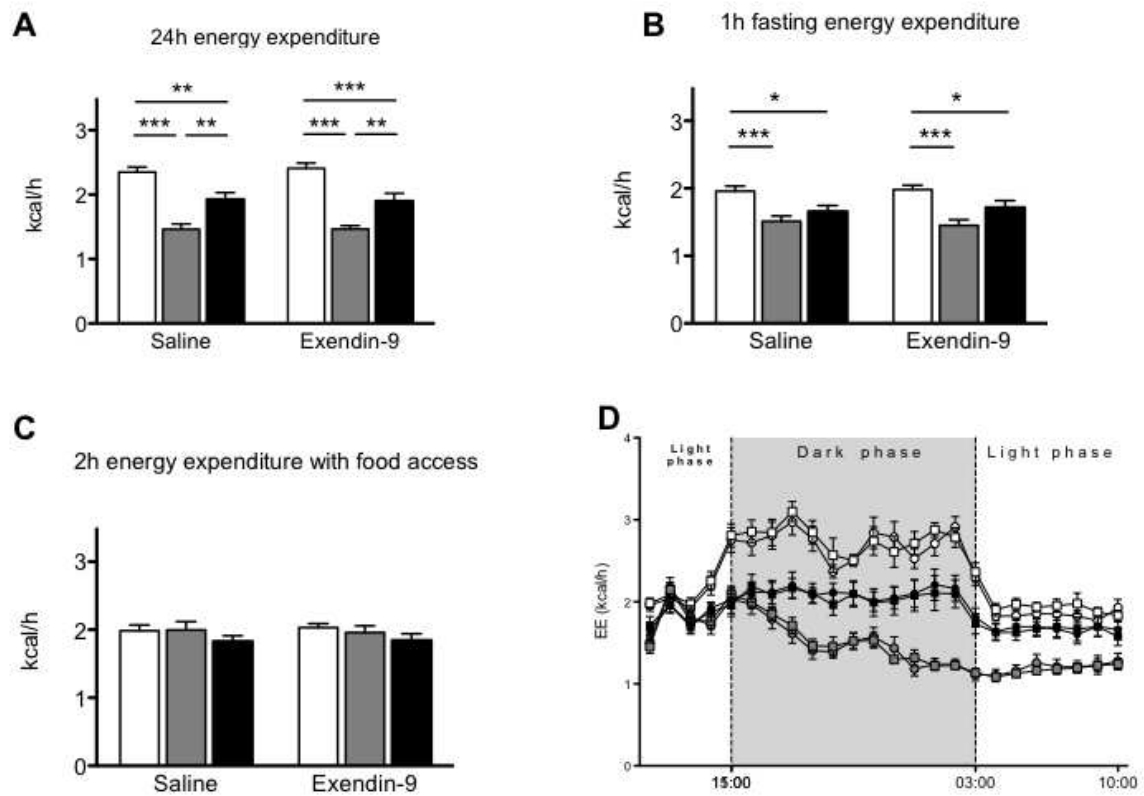 A
24h energy expenditure
** ***
*** ** *** **
kcal/h
3
2
1
0
Saline Exendin-9
B
1h fasting energy expenditure
* *
*** ***
kcal/h
3
2
1
0
Saline Exendin-9
C
2h energy expenditure with food access
kcal/h
3
2
1
0
Saline Exendin-9
D
Light
phase
Dark phase
Light phase
EE (kcal/h)
4
3
2
1
0
03:00
10:00